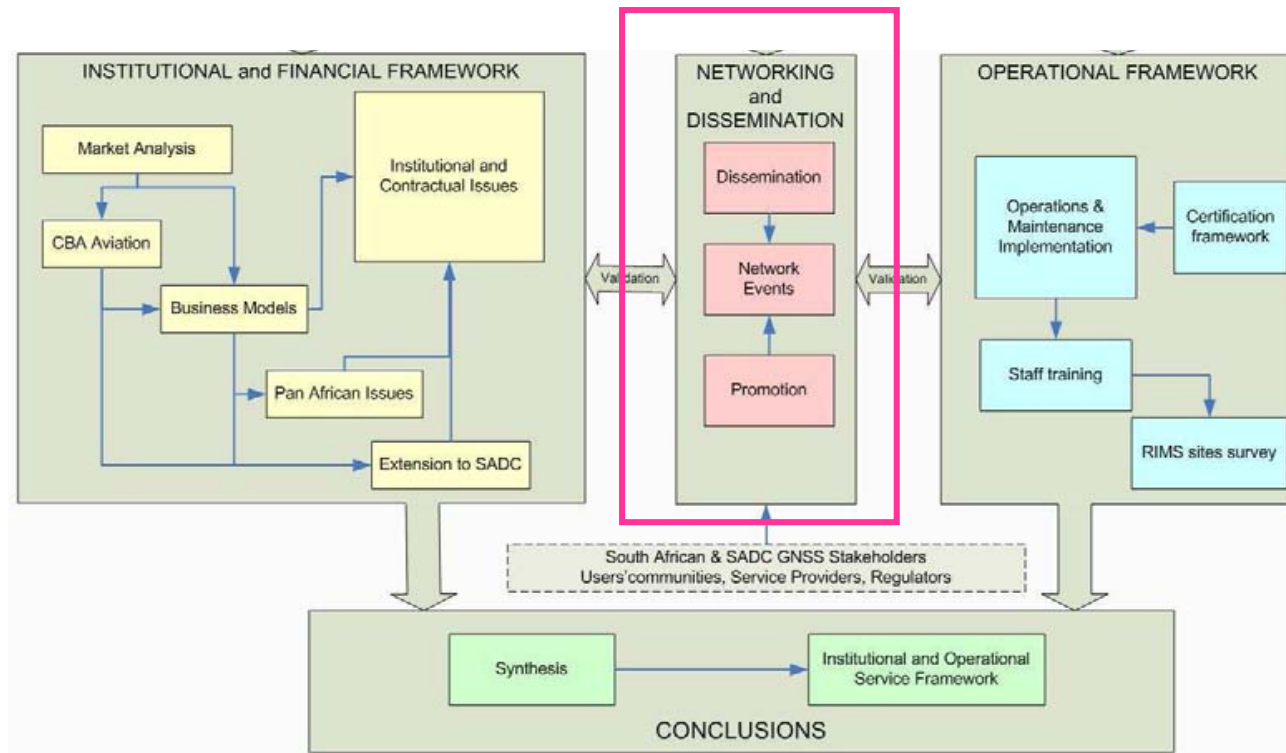 INSTITUTIONAL and FINANCIAL FRAMEWORK
Market Analysis
CBA Aviation
Business Models
Institutional and
Contractual Issues
Pan African Issues
Extension to SADC
Validation
NETWORKING
and
DISSEMINATION
Dissemination
Network
Events
Promotion
Validation
OPERATIONAL FRAMEWORK
Operations &
Maintenance
Implementation
Certification
framework
Staff training
RIMS sites survey
South African & SADC GNSS Stakeholders
Users'communities, Service Providers, Regulators
Synthesis
Institutional and Operational
Service Framework
CONCLUSIONS